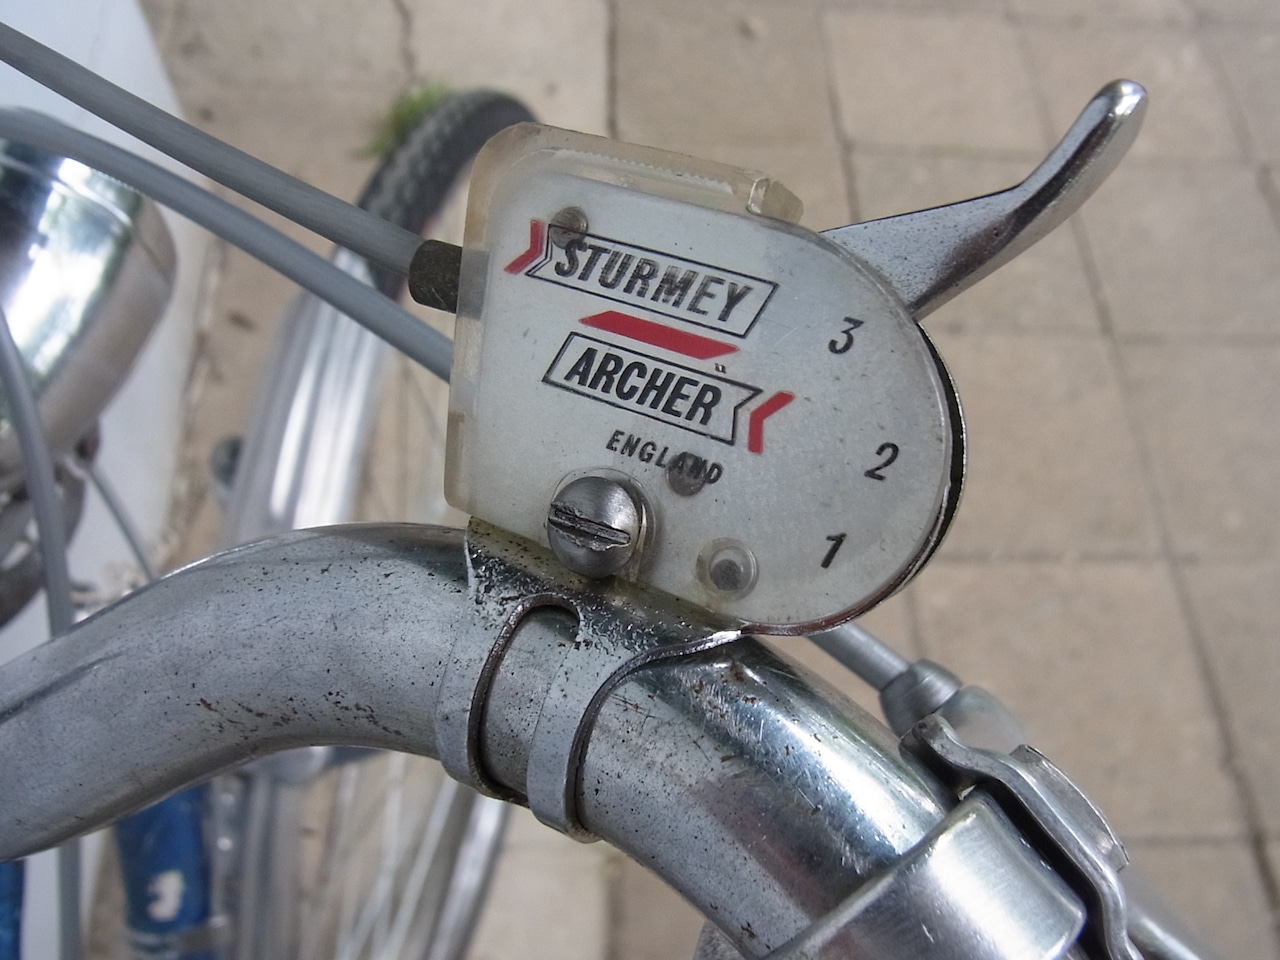 STURMEY
ARCHER
ENGLAND
3
2
1